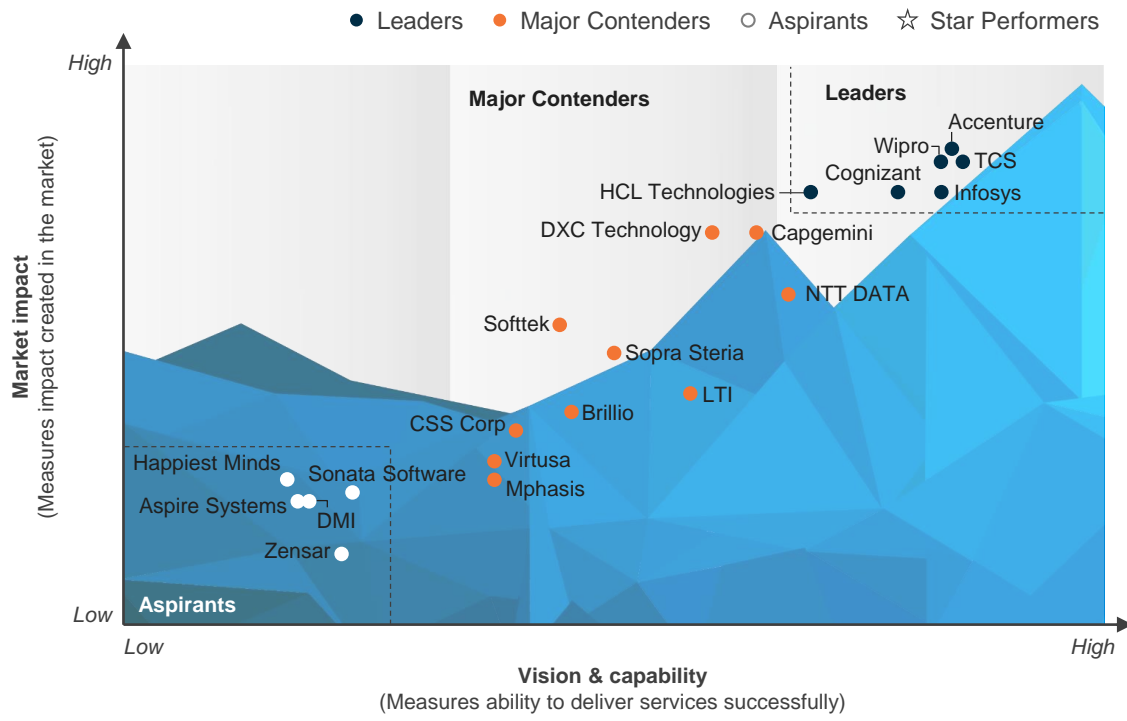 Leaders Major Contenders Aspirants Star Performers
High
Major Contenders
Leaders
Accenture
Wipro
TCS
Cognizant
HCL Technologies
Infosys
DXC Technology
Capgemini
NTT DATA
Softtek
Sopra Steria
LTI
Brillio
CSS Corp
Virtusa
Mphasis
Happiest Minds
Sonata Software
Aspire Systems
DMI
Zensar
Aspirants
Low
Market impact
(Measures impact created in the market)
Low
High
Vision & capability
(Measures ability to deliver services successfully)